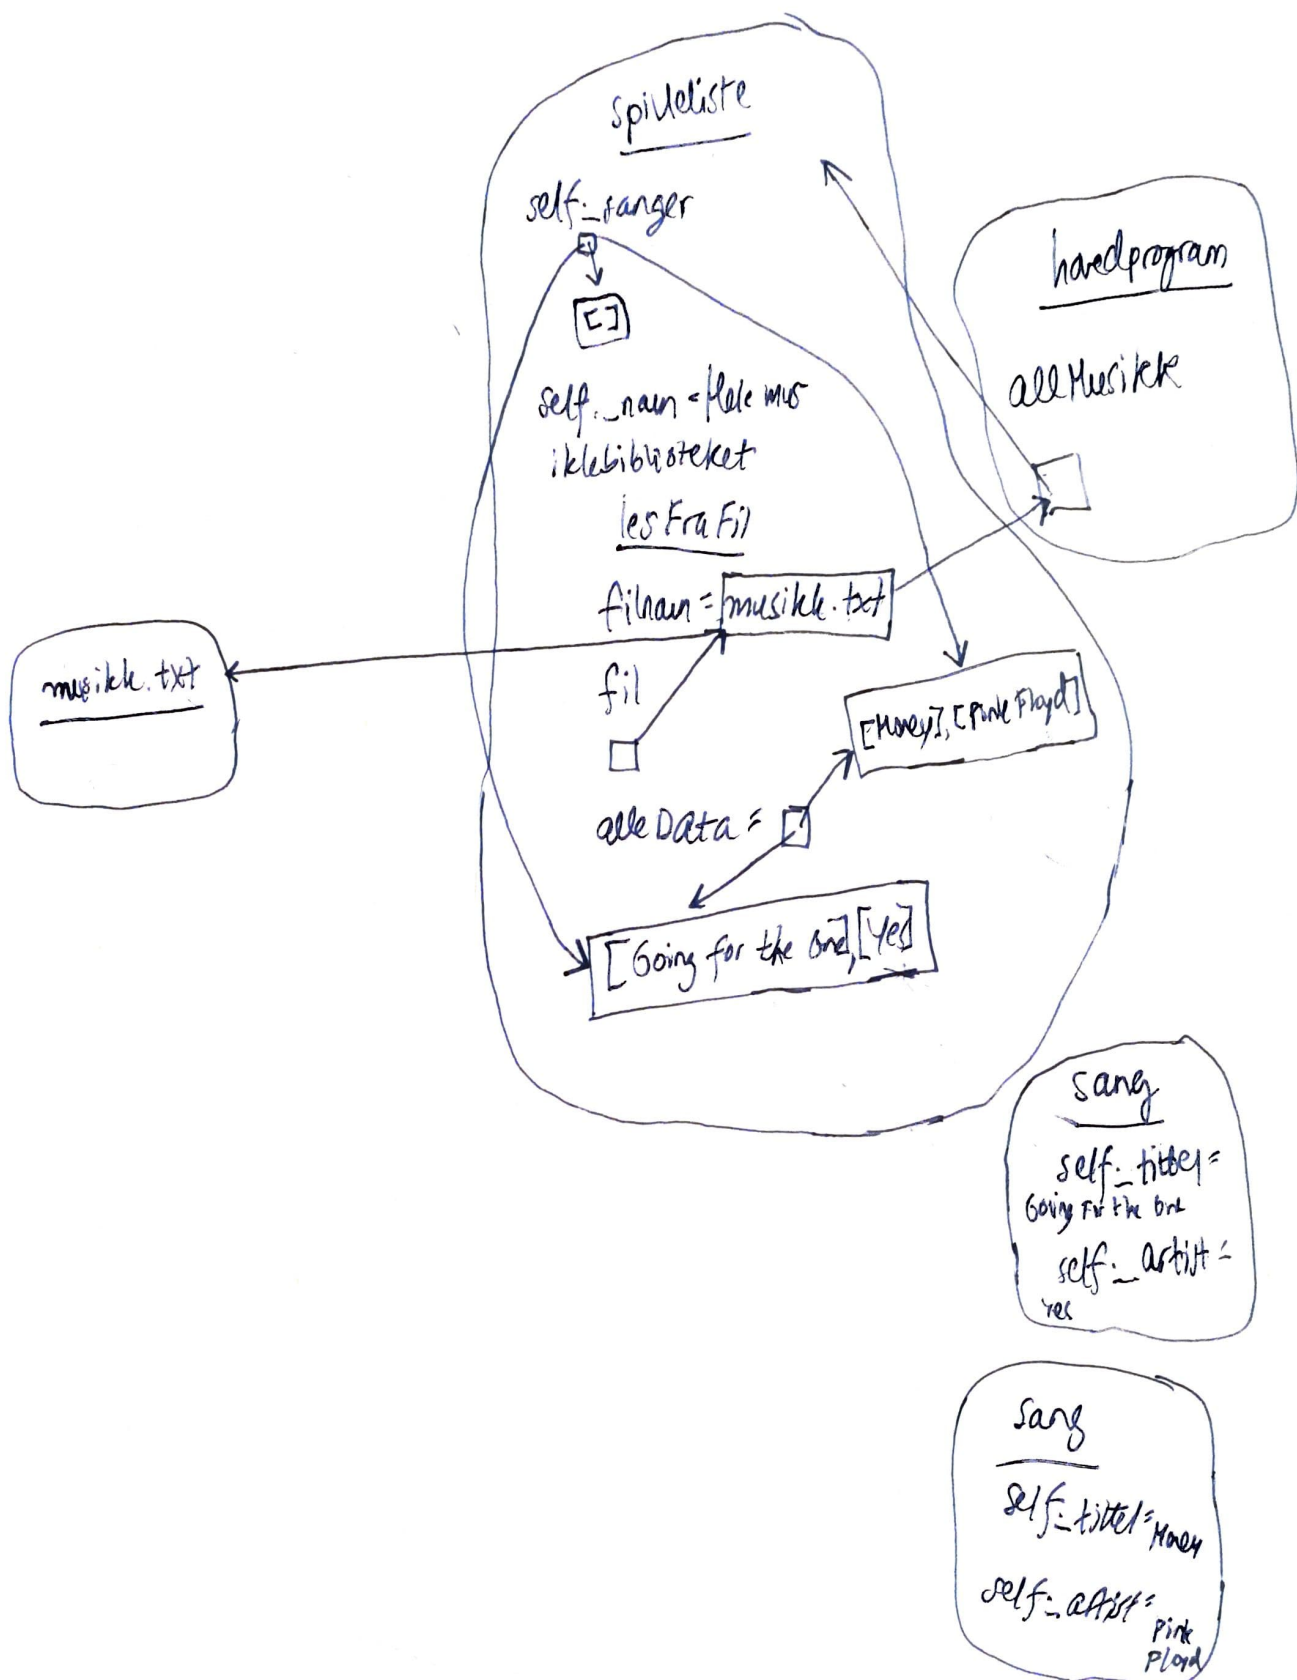 spilleliste
self._sanger
[]
self._navn = Hele mus
ikkbiblioteket
lesFraFil
filnavn = musikk.txt
fil
alleData =
[Money], [Pink Floyd]
[Going for the One], [Yes]
hovedprogram
allMusikk
musikk.txt
sang
self._tittel =
Going For the One
self._artist =
Yes
sang
self._tittel =
Money
self._artist =
Pink
Floyd